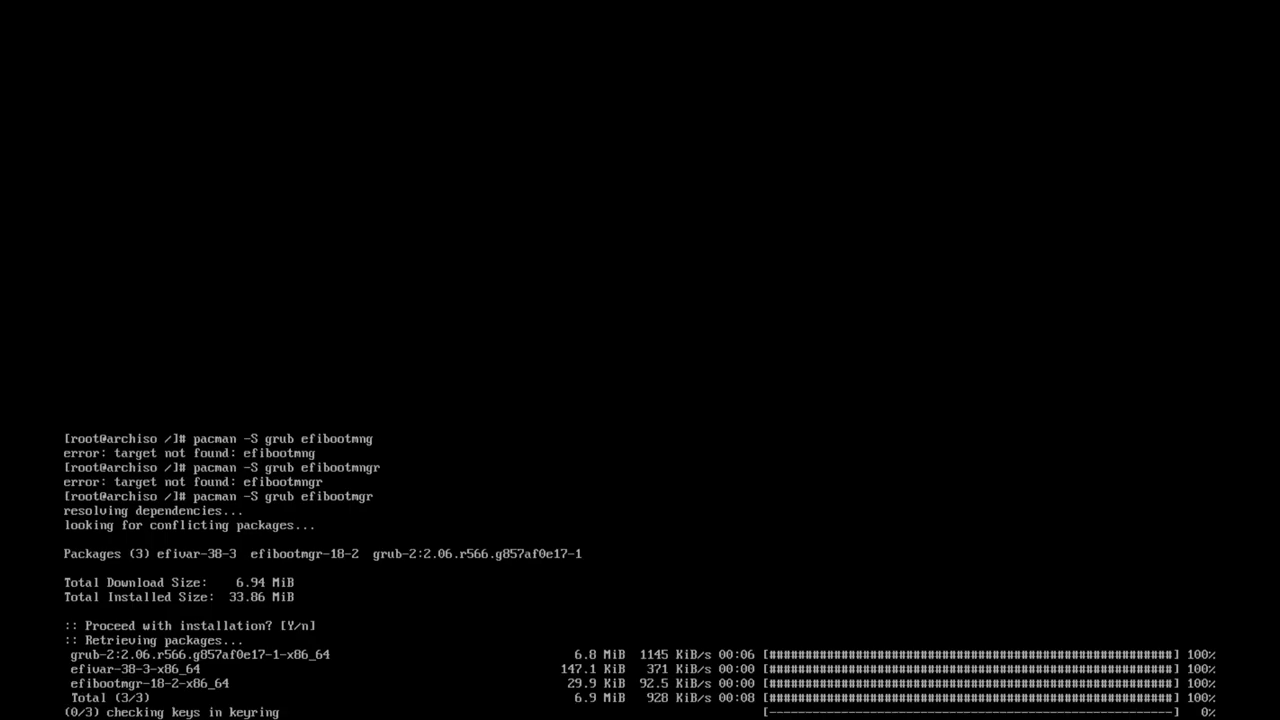 [root@archiso /]# pacman -S grub efibootmng
error: target not found: efibootmng
[root@archiso /]# pacman -S grub efibootmngr
error: target not found: efibootmngr
[root@archiso /]# pacman -S grub efibootmgr
resolving dependencies...
looking for conflicting packages...
Packages (3) efivar-38-3  efibootmgr-18-2  grub-2:2.06.r566.g857af0e17-1
Total Download Size:    6.94 MiB
Total Installed Size:  33.86 MiB
:: Proceed with installation? [Y/n]
:: Retrieving packages...
grub-2:2.06.r566.g857af0e17-1-x86_64 6.8 MiB 1145 KiB/s 00:06 [########################################################] 100%
efivar-38-3-x86_64 147.1 KiB 371 KiB/s 00:00 [########################################################] 100%
efibootmgr-18-2-x86_64 29.9 KiB 92.5 KiB/s 00:00 [########################################################] 100%
Total (3/3) 6.9 MiB 928 KiB/s 00:08 [########################################################] 100%
(0/3) checking keys in keyring [--------------------------------------------------------] 0%